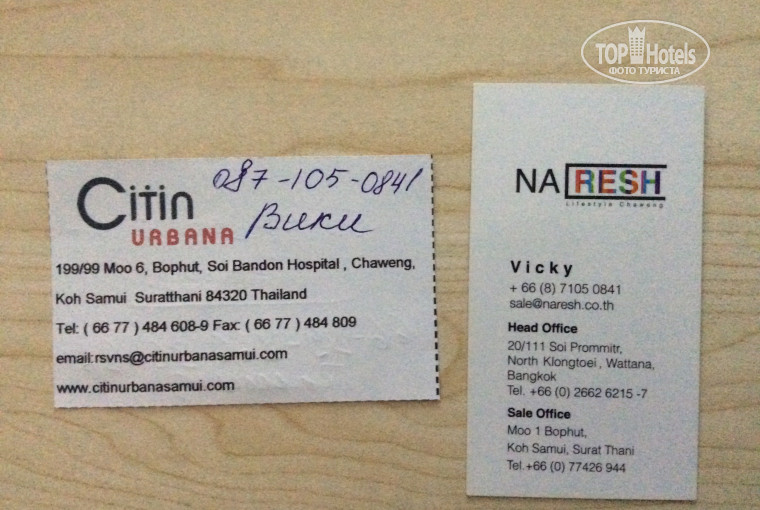 TOP Hotels
ФОТО ТУРИСТА
Citin
URBANA
087-105-0841
Вики
199/99 Moo 6, Bophut, Soi Bandon Hospital , Chaweng,
Koh Samui Suratthani 84320 Thailand
Tel: ( 66 77 ) 484 608-9 Fax: ( 66 77 ) 484 809
email:rsvns@citinurbanasamui.com
www.citinurbanasamui.com
NARESH
Lifestyle Chaweng
Vicky
+ 66 (8) 7105 0841
sale@naresh.co.th
Head Office
20/111 Soi Prommitr,
North Klongtoei , Wattana,
Bangkok
Tel. +66 (0) 2662 6215 -7
Sale Office
Moo 1 Bophut,
Koh Samui, Surat Thani
Tel.+66 (0) 77426 944